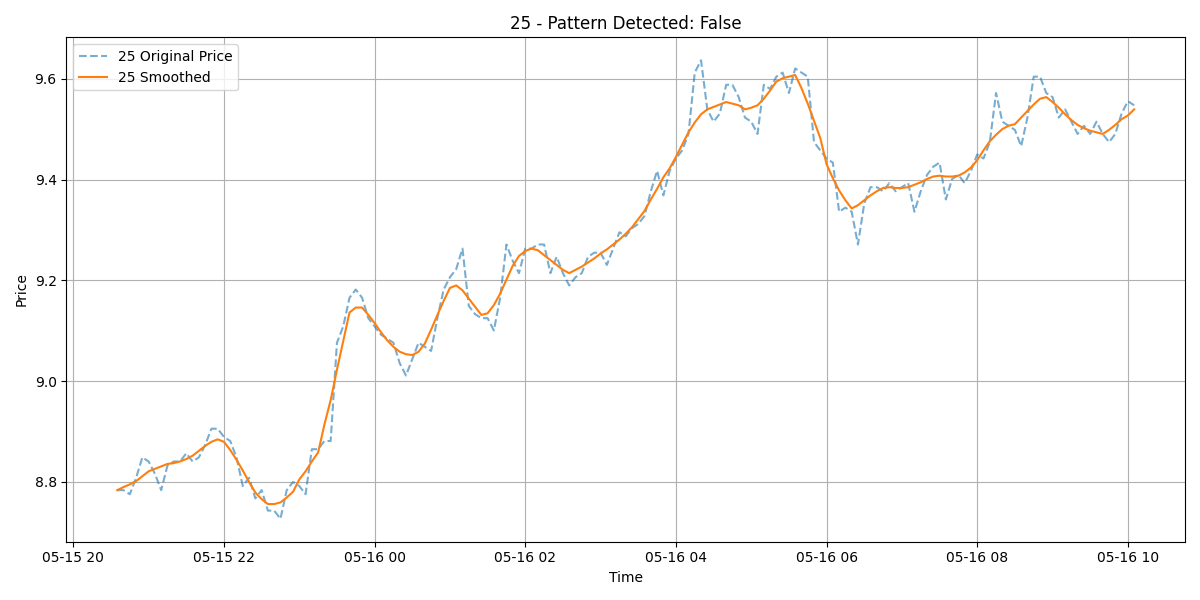 25 - Pattern Detected: False
25 Original Price
25 Smoothed
Price
9.6
9.4
9.2
9.0
8.8
05-15 20
05-15 22
05-16 00
05-16 02
05-16 04
05-16 06
05-16 08
05-16 10
Time